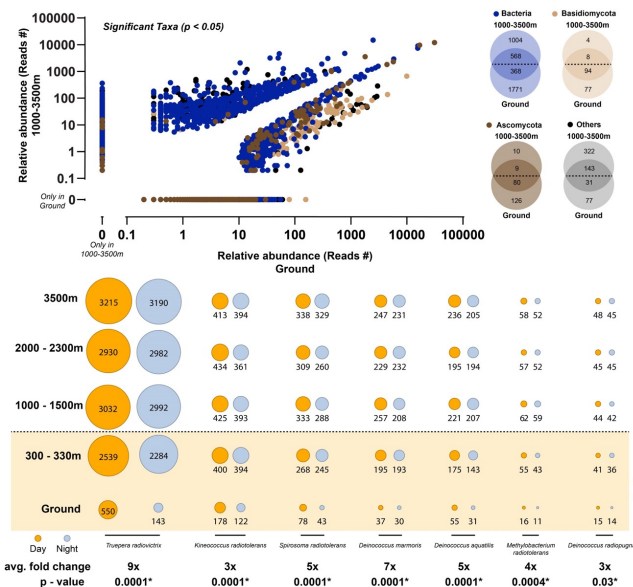 Significant Taxa (p < 0.05)
Relative abundance (Reads #)
1000-3500m
100000
10000
1000
100
10
1
0.1
0
Only in
Ground
0 0.1 1 10 100 1000 10000 100000
Only in
1000-3500m
Relative abundance (Reads #)
Ground
Bacteria
1000-3500m
1004
568
368
1771
Ground
Basidiomycota
1000-3500m
4
8
94
77
Ground
Ascomycota
1000-3500m
10
9
80
126
Ground
Others
1000-3500m
322
143
31
77
Ground
3500m 3215 3190 413 394 338 329 247 231 236 205 58 52 48 45
2000 - 2300m 2930 2982 434 361 309 260 229 232 195 194 57 52 45 45
1000 - 1500m 3032 2992 425 393 333 288 257 208 221 207 62 59 44 42
300 - 330m 2539 2284 400 394 268 245 195 193 175 143 55 43 41 36
Ground 550 143 178 122 78 43 37 30 55 31 16 11 15 14
Day Night
Truepera radiovictrix Kineococcus radiotolerans Spirosoma radiotolerans Deinococcus marmoris Deinococcus aquatilis Methylobacterium
radiotolerans Deinococcus radiopugna
avg. fold change 9x 3x 5x 7x 5x 4x 3x
p - value 0.0001* 0.0001* 0.0001* 0.0001* 0.0001* 0.0004* 0.03*